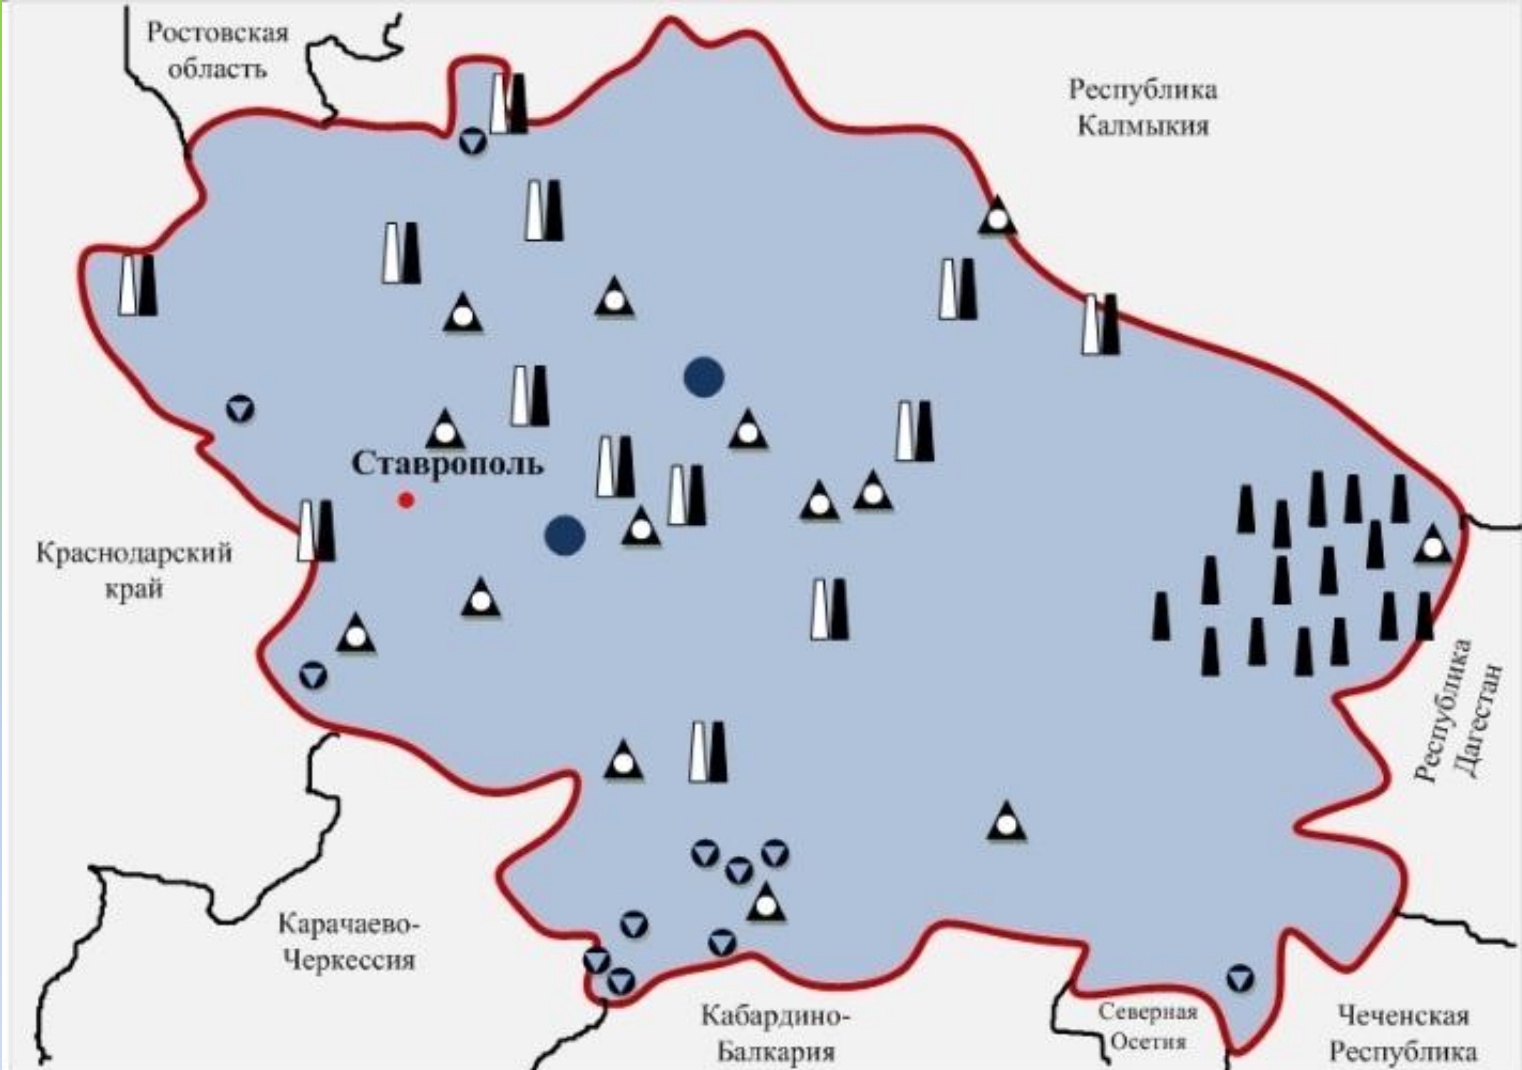 Ростовская
область
Республика
Калмыкия
Ставрополь
Краснодарский
край
Республика
Дагестан
Карачаево-
Черкессия
Кабардино-
Балкария
Северная
Осетия
Чеченская
Республика